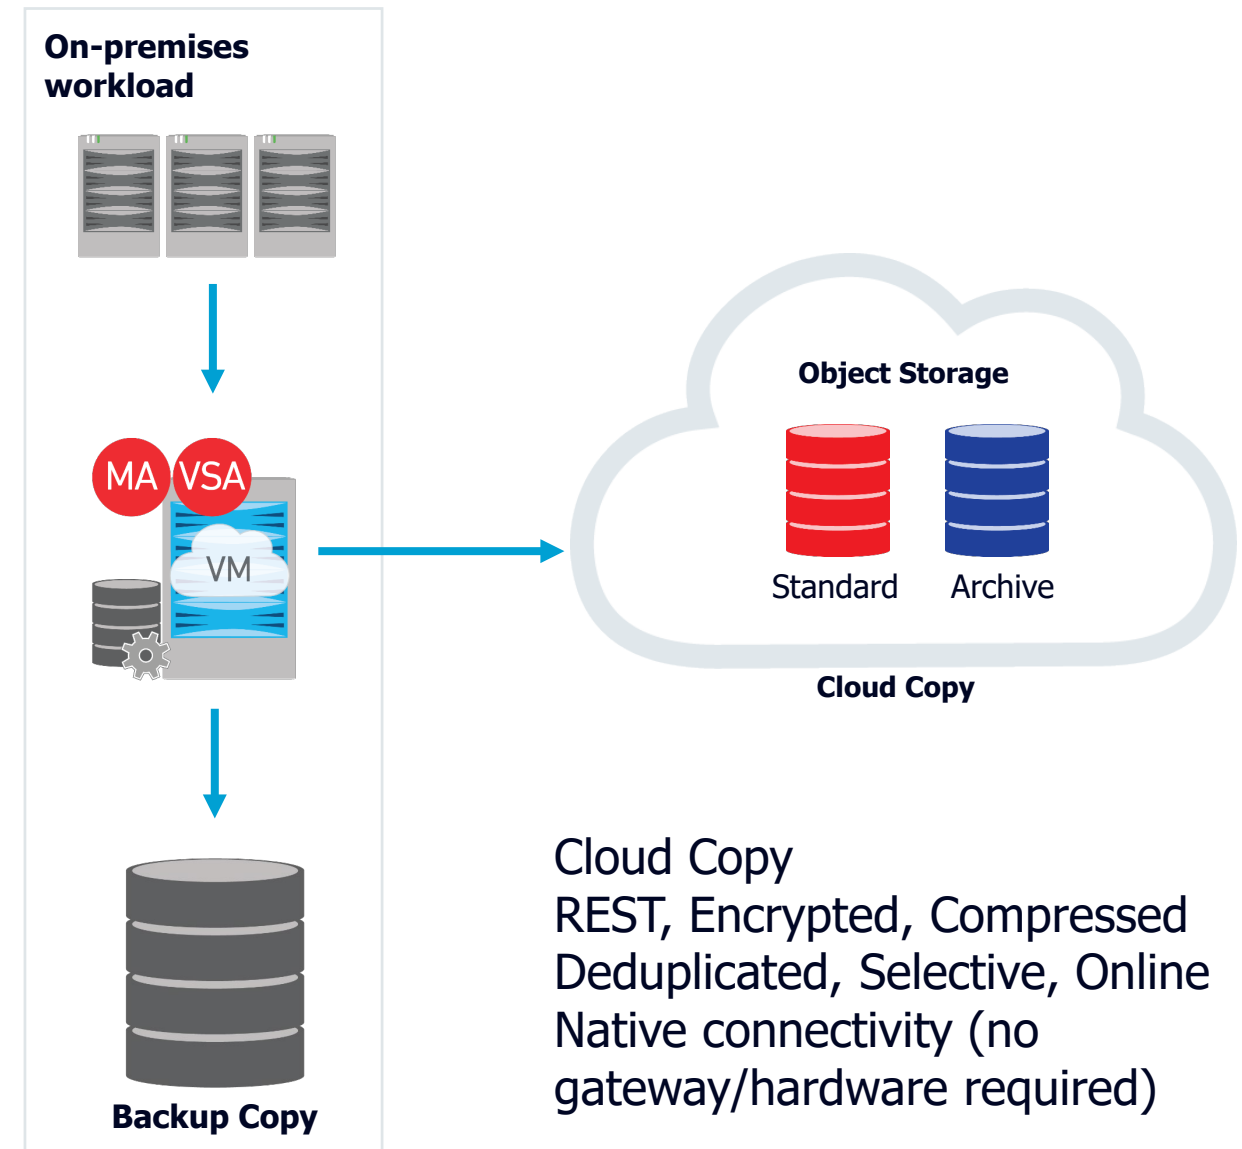 On-premises
workload
MA
VSA
VM
Backup Copy
Object Storage
Standard
Archive
Cloud Copy
Cloud Copy
REST, Encrypted, Compressed
Deduplicated, Selective, Online
Native connectivity (no
gateway/hardware required)